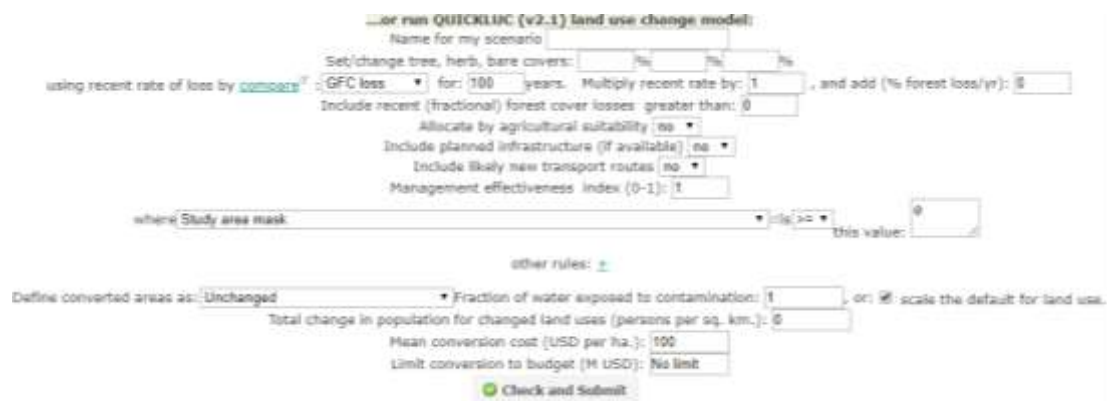 ...or run QUICKLUC (v2.1) land use change model:
Name for my scenario
Set/change tree, herb, bare covers: % % %
using recent rate of loss by compare : GFC loss for: 100 years. Multiply recent rate by: 1 , and add (% forest loss/yr): 0
Include recent (fractional) forest cover losses greater than: 0
Allocate by agricultural suitability no
Include planned infrastructure (if available) no
Include likely new transport routes no
Management effectiveness index (0-1): 1
where Study area mask is >= this value: 0
other rules: +
Define converted areas as: Unchanged Fraction of water exposed to contamination: 1 , or: scale the default for land use.
Total change in population for changed land uses (persons per sq. km.): 0
Mean conversion cost (USD per ha.): 100
Limit conversion to budget (M USD): No limit
Check and Submit